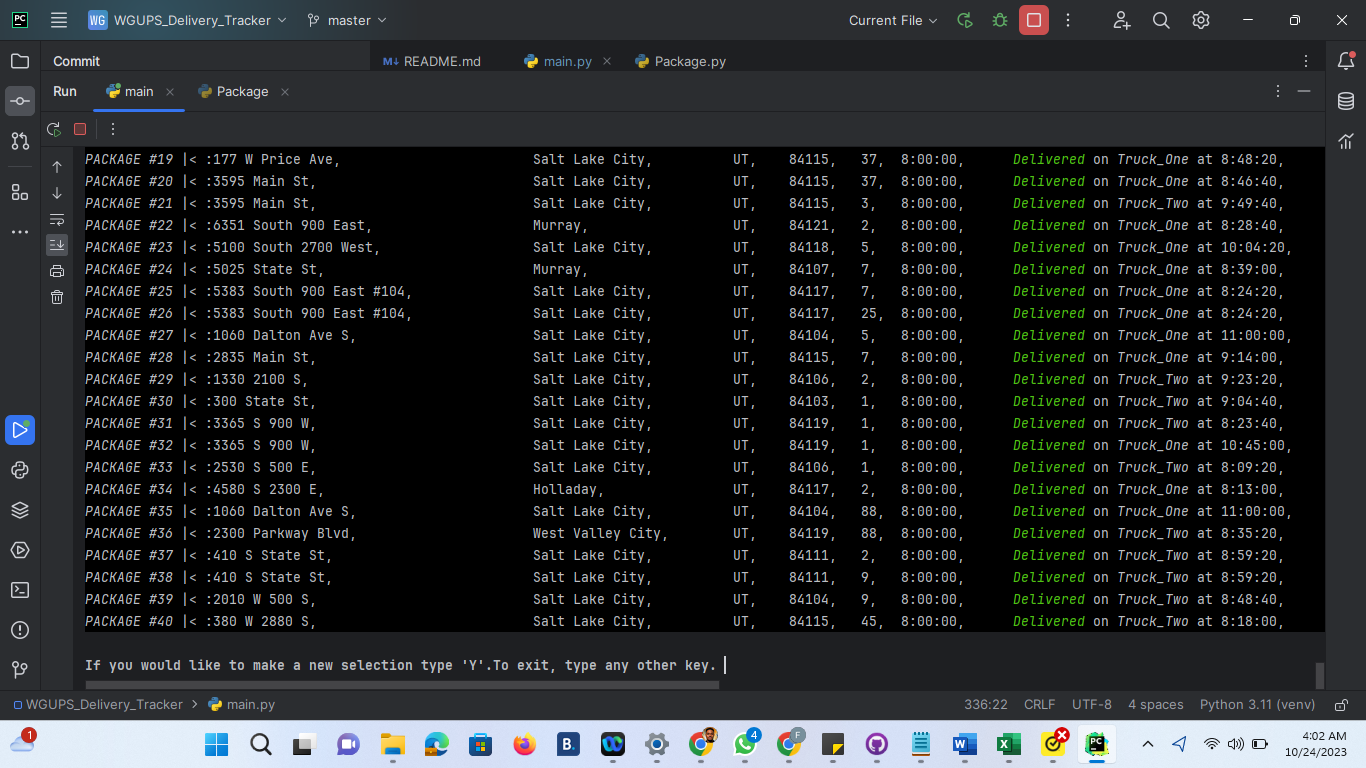 PC WG WGUPS_Delivery_Tracker master Current File
Commit M↓ README.md main.py Package.py
Run main Package
PACKAGE #19 |< :177 W Price Ave, Salt Lake City, UT, 84115, 37, 8:00:00, Delivered on Truck_One at 8:48:20,
PACKAGE #20 |< :3595 Main St, Salt Lake City, UT, 84115, 37, 8:00:00, Delivered on Truck_One at 8:46:40,
PACKAGE #21 |< :3595 Main St, Salt Lake City, UT, 84115, 3, 8:00:00, Delivered on Truck_Two at 9:49:40,
PACKAGE #22 |< :6351 South 900 East, Murray, UT, 84121, 2, 8:00:00, Delivered on Truck_One at 8:28:40,
PACKAGE #23 |< :5100 South 2700 West, Salt Lake City, UT, 84118, 5, 8:00:00, Delivered on Truck_One at 10:04:20,
PACKAGE #24 |< :5025 State St, Murray, UT, 84107, 7, 8:00:00, Delivered on Truck_One at 8:39:00,
PACKAGE #25 |< :5383 South 900 East #104, Salt Lake City, UT, 84117, 7, 8:00:00, Delivered on Truck_One at 8:24:20,
PACKAGE #26 |< :5383 South 900 East #104, Salt Lake City, UT, 84117, 25, 8:00:00, Delivered on Truck_One at 8:24:20,
PACKAGE #27 |< :1060 Dalton Ave S, Salt Lake City, UT, 84104, 5, 8:00:00, Delivered on Truck_One at 11:00:00,
PACKAGE #28 |< :2835 Main St, Salt Lake City, UT, 84115, 7, 8:00:00, Delivered on Truck_One at 9:14:00,
PACKAGE #29 |< :1330 2100 S, Salt Lake City, UT, 84106, 2, 8:00:00, Delivered on Truck_Two at 9:23:20,
PACKAGE #30 |< :300 State St, Salt Lake City, UT, 84103, 1, 8:00:00, Delivered on Truck_Two at 9:04:40,
PACKAGE #31 |< :3365 S 900 W, Salt Lake City, UT, 84119, 1, 8:00:00, Delivered on Truck_Two at 8:23:40,
PACKAGE #32 |< :3365 S 900 W, Salt Lake City, UT, 84119, 1, 8:00:00, Delivered on Truck_One at 10:45:00,
PACKAGE #33 |< :2530 S 500 E, Salt Lake City, UT, 84106, 1, 8:00:00, Delivered on Truck_Two at 8:09:20,
PACKAGE #34 |< :4580 S 2300 E, Holladay, UT, 84117, 2, 8:00:00, Delivered on Truck_One at 8:13:00,
PACKAGE #35 |< :1060 Dalton Ave S, Salt Lake City, UT, 84104, 88, 8:00:00, Delivered on Truck_One at 11:00:00,
PACKAGE #36 |< :2300 Parkway Blvd, West Valley City, UT, 84119, 88, 8:00:00, Delivered on Truck_Two at 8:35:20,
PACKAGE #37 |< :410 S State St, Salt Lake City, UT, 84111, 2, 8:00:00, Delivered on Truck_Two at 8:59:20,
PACKAGE #38 |< :410 S State St, Salt Lake City, UT, 84111, 9, 8:00:00, Delivered on Truck_Two at 8:59:20,
PACKAGE #39 |< :2010 W 500 S, Salt Lake City, UT, 84104, 9, 8:00:00, Delivered on Truck_Two at 8:48:40,
PACKAGE #40 |< :380 W 2880 S, Salt Lake City, UT, 84115, 45, 8:00:00, Delivered on Truck_Two at 8:18:00,
If you would like to make a new selection type 'Y'.To exit, type any other key.
WGUPS_Delivery_Tracker > main.py 336:22 CRLF UTF-8 4 spaces Python 3.11 (venv)
1 B. 4 F W X PC 4:02 AM
10/24/2023